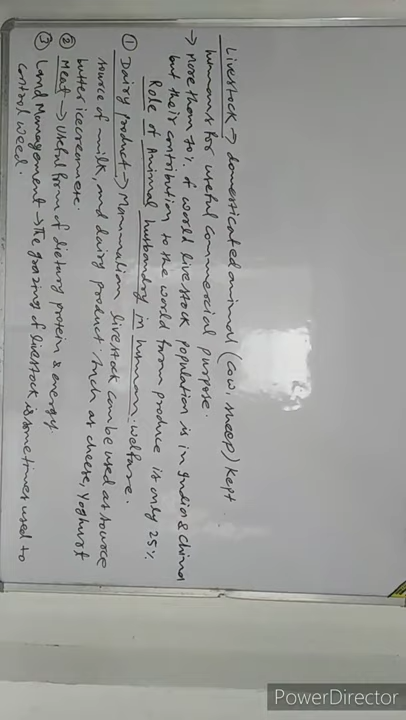 Livestock → domesticated animal (cow, sheep) kept
humans for useful commercial purpose.
→ More than 70% of world livestock population is in India & China
but their contribution to the world farm produce is only 25%
Role of Animal husbandry in human welfare.
① Dairy product → Mammalian livestock can be used as source
source of milk, and dairy product such as cheese, yoghurt
butter icecream
② Meat → Useful form of dietary protein & energy
③ Land Management → The grazing of livestock is sometimes used to
control weed.
PowerDirector